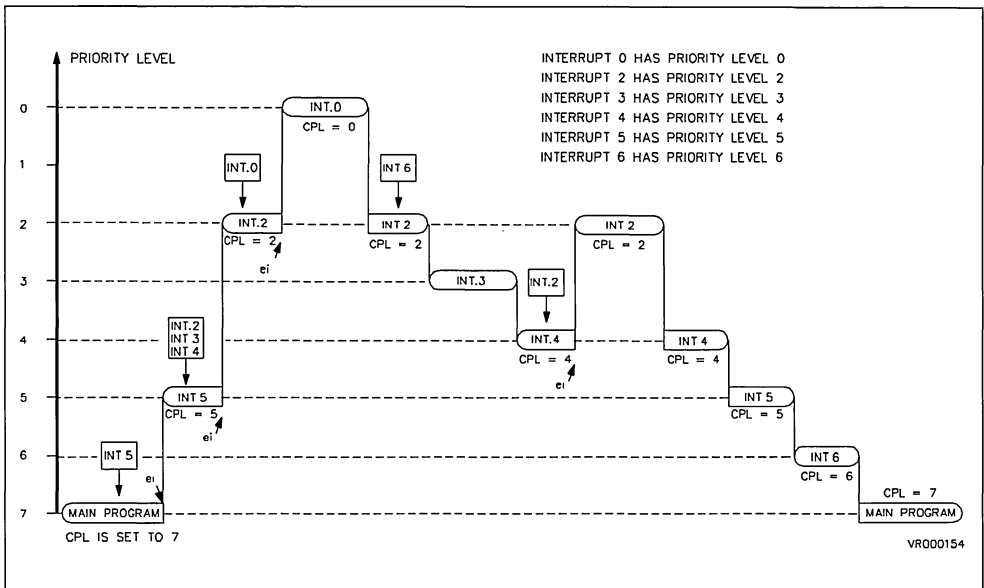 PRIORITY LEVEL
INTERRUPT 0 HAS PRIORITY LEVEL 0
INTERRUPT 2 HAS PRIORITY LEVEL 2
INTERRUPT 3 HAS PRIORITY LEVEL 3
INTERRUPT 4 HAS PRIORITY LEVEL 4
INTERRUPT 5 HAS PRIORITY LEVEL 5
INTERRUPT 6 HAS PRIORITY LEVEL 6
0
INT.0
CPL = 0
1
INT.0
INT 6
2
INT.2
INT 2
INT 2
CPL = 2
CPL = 2
CPL = 2
ei
3
INT.3
INT.2
INT.2
INT 3
INT 4
4
INT.4
INT 4
CPL = 4
CPL = 4
ei
5
INT 5
INT 5
CPL = 5
CPL = 5
ei
6
INT 5
INT 6
ei
CPL = 6
CPL = 7
7
MAIN PROGRAM
MAIN PROGRAM
CPL IS SET TO 7
VR000154